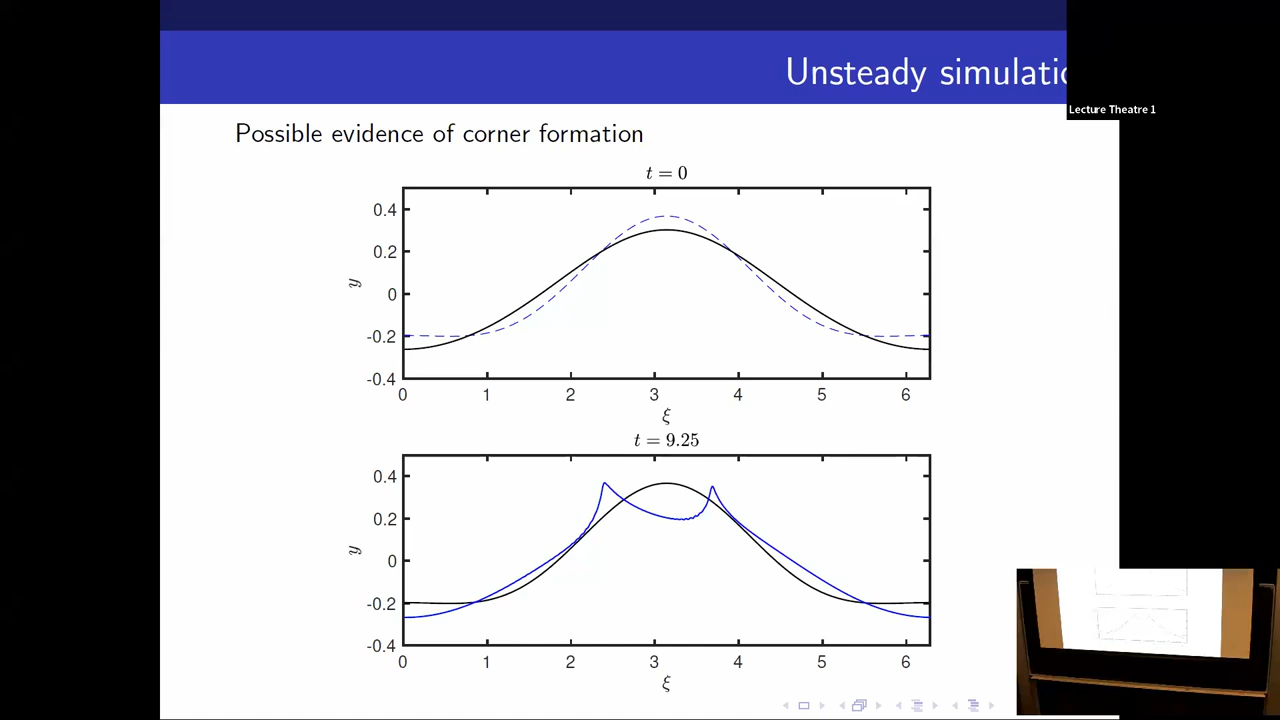 Unsteady simulatio
Lecture Theatre 1
Possible evidence of corner formation
t = 0
0.4
0.2
0
-0.2
-0.4
y
0 1 2 3 4 5 6
ξ
t = 9.25
0.4
0.2
0
-0.2
-0.4
y
0 1 2 3 4 5 6
ξ